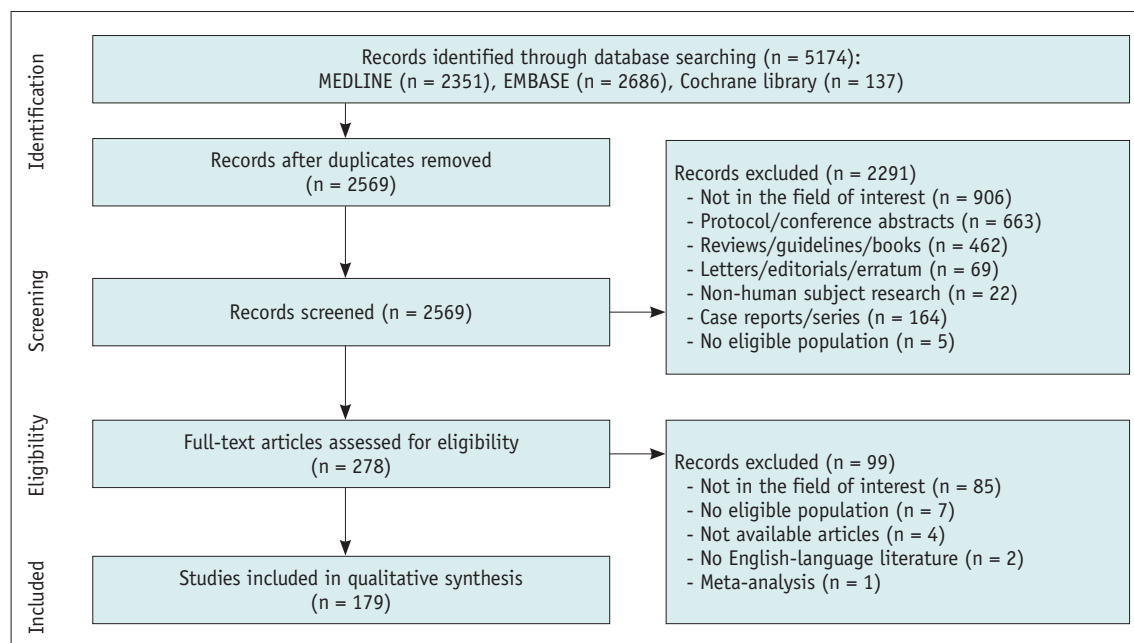 Identification
Records identified through database searching (n = 5174):
MEDLINE (n = 2351), EMBASE (n = 2686), Cochrane library (n = 137)
Records after duplicates removed
(n = 2569)
Screening
Records screened (n = 2569)
Records excluded (n = 2291)
- Not in the field of interest (n = 906)
- Protocol/conference abstracts (n = 663)
- Reviews/guidelines/books (n = 462)
- Letters/editorials/erratum (n = 69)
- Non-human subject research (n = 22)
- Case reports/series (n = 164)
- No eligible population (n = 5)
Eligibility
Full-text articles assessed for eligibility
(n = 278)
Records excluded (n = 99)
- Not in the field of interest (n = 85)
- No eligible population (n = 7)
- Not available articles (n = 4)
- No English-language literature (n = 2)
- Meta-analysis (n = 1)
Included
Studies included in qualitative synthesis
(n = 179)